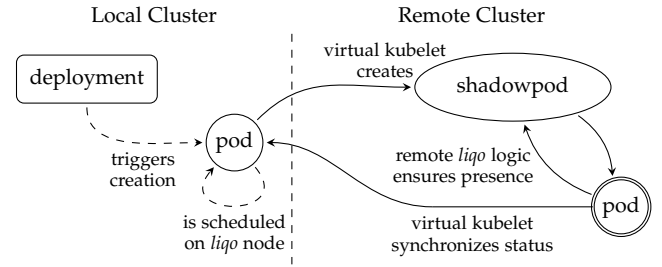 Local Cluster
Remote Cluster
deployment
virtual kubelet
creates
shadowpod
triggers
creation
pod
remote liqo logic
ensures presence
is scheduled
on liqo node
pod
virtual kubelet
synchronizes status